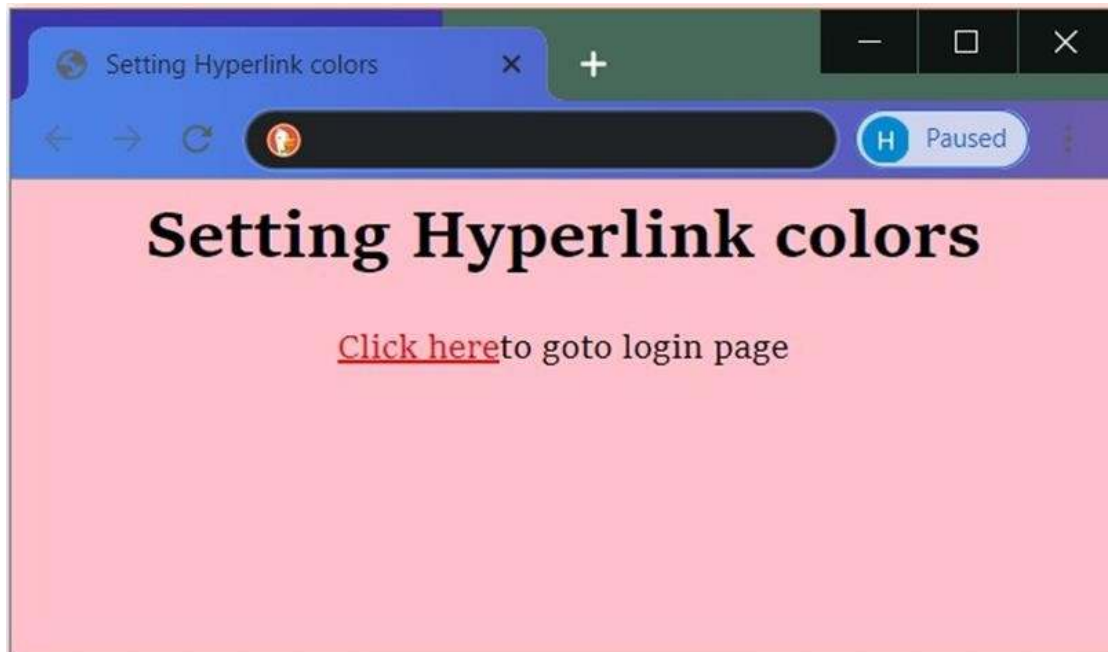 Setting Hyperlink colors
H Paused
Setting Hyperlink colors
Click hereto goto login page